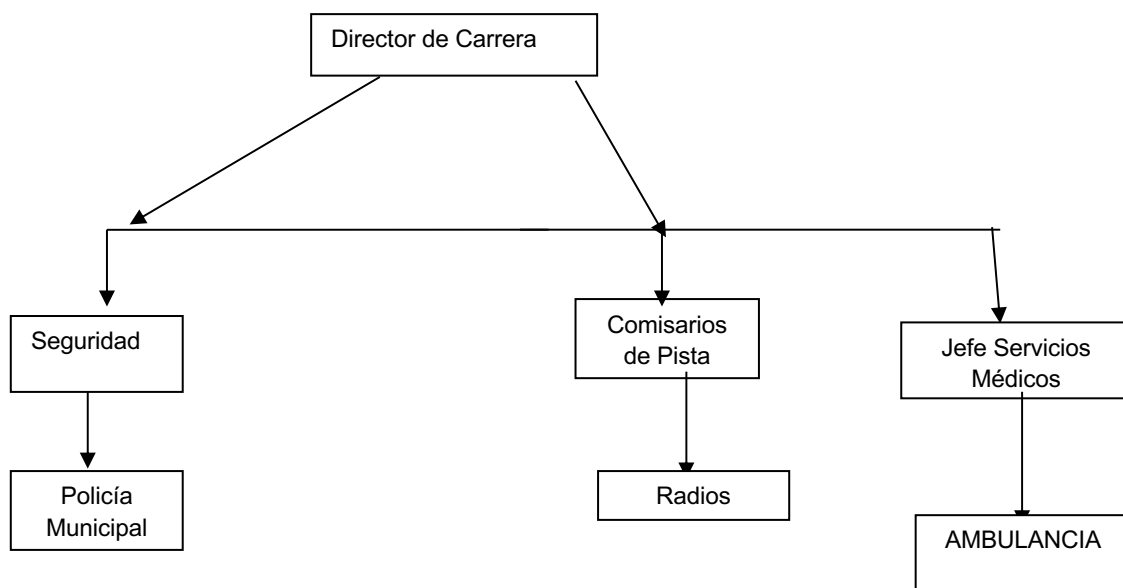 Director de Carrera
Seguridad
Comisarios
de Pista
Jefe Servicios
Médicos
Policía
Municipal
Radios
AMBULANCIA